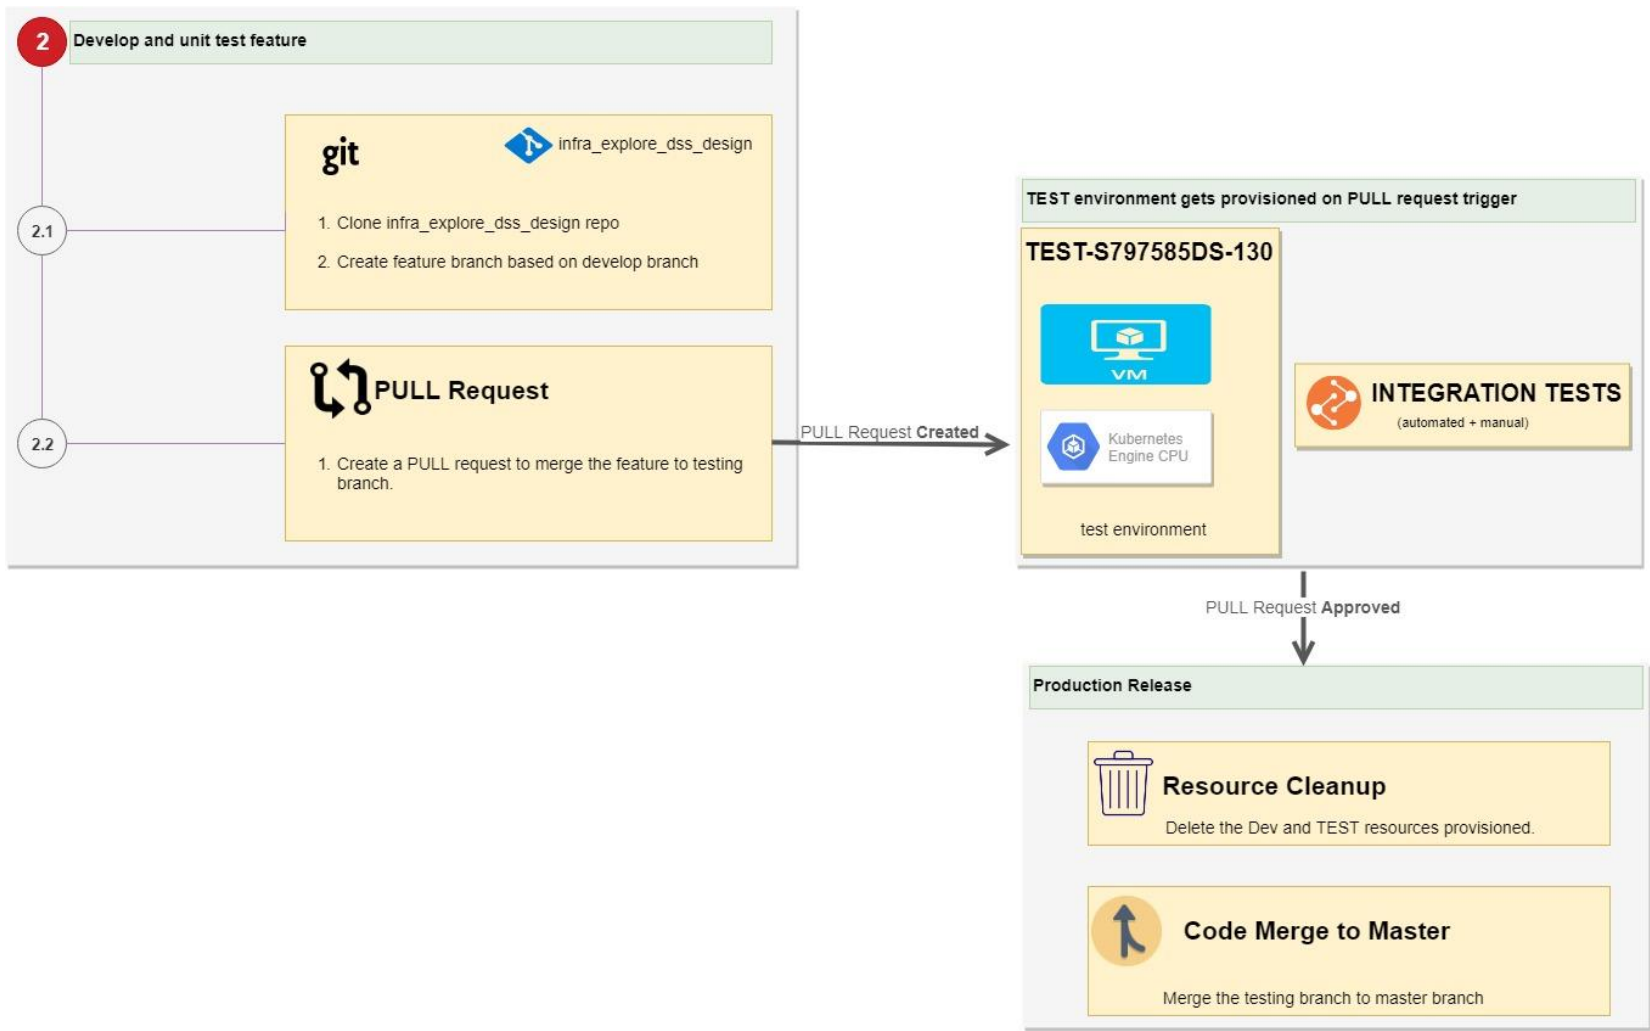 2
Develop and unit test feature
git
infra_explore_dss_design
2.1
1. Clone infra_explore_dss_design repo
2. Create feature branch based on develop branch
PULL Request
2.2
1. Create a PULL request to merge the feature to testing
branch.
PULL Request Created
TEST environment gets provisioned on PULL request trigger
TEST-S797585DS-130
VM
Kubernetes
Engine CPU
test environment
INTEGRATION TESTS
(automated + manual)
PULL Request Approved
Production Release
Resource Cleanup
Delete the Dev and TEST resources provisioned.
Code Merge to Master
Merge the testing branch to master branch